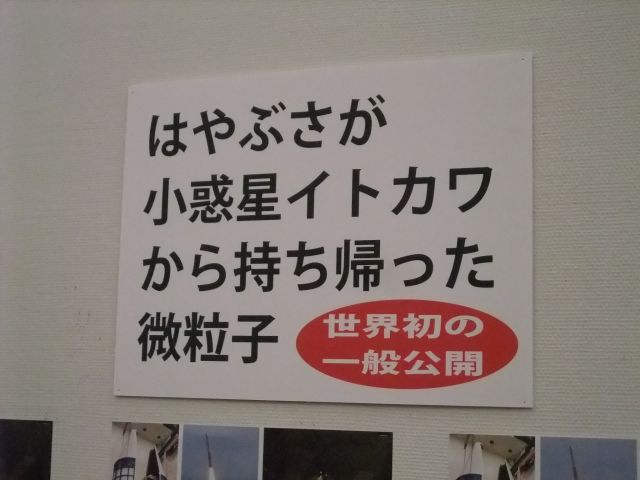 はやぶさが
小惑星イトカワ
から持ち帰った
微粒子
世界初の
一般公開